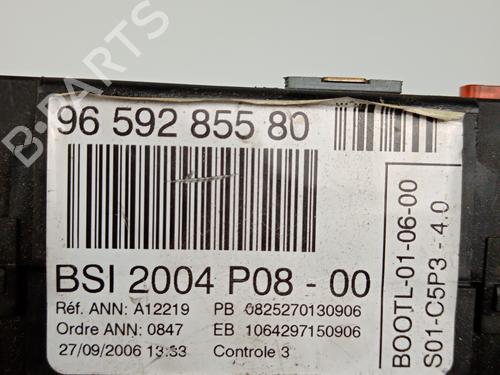 96 592 855 80
BSI 2004 P08 - 00
Réf. ANN: A12219 PB 0825270130906
Ordre ANN: 0847 EB 1064297150906
27/09/2006 13:33 Controle 3
BOOTL-01-06-00
S01-C5P3 - 4.0
B-PARTS